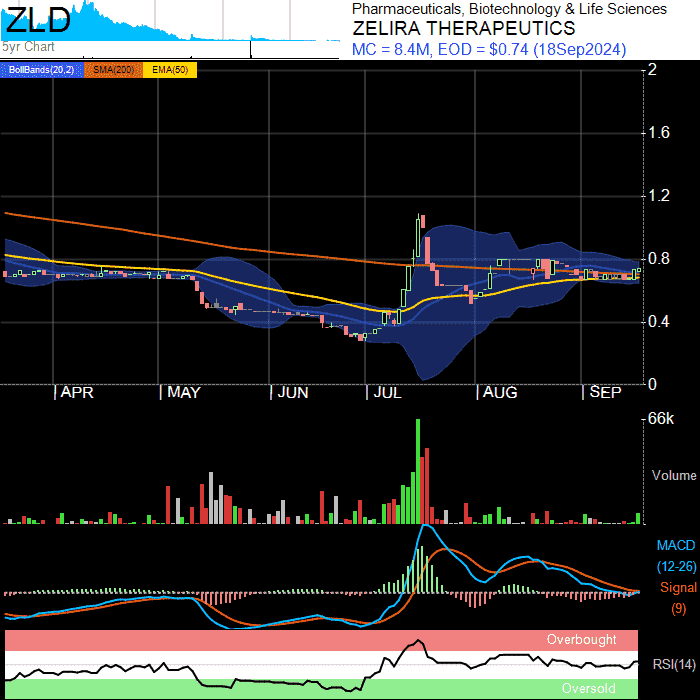 ZLD
5yr Chart
Pharmaceuticals, Biotechnology & Life Sciences
ZELIRA THERAPEUTICS
MC = 8.4M, EOD = $0.74 (18Sep2024)
BollBands(20,2) SMA(200) EMA(50)
2
1.6
1.2
0.8
0.4
0
APR MAY JUN JUL AUG SEP
66k
Volume
MACD
(12-26)
Signal
(9)
Overbought
RSI(14)
Oversold